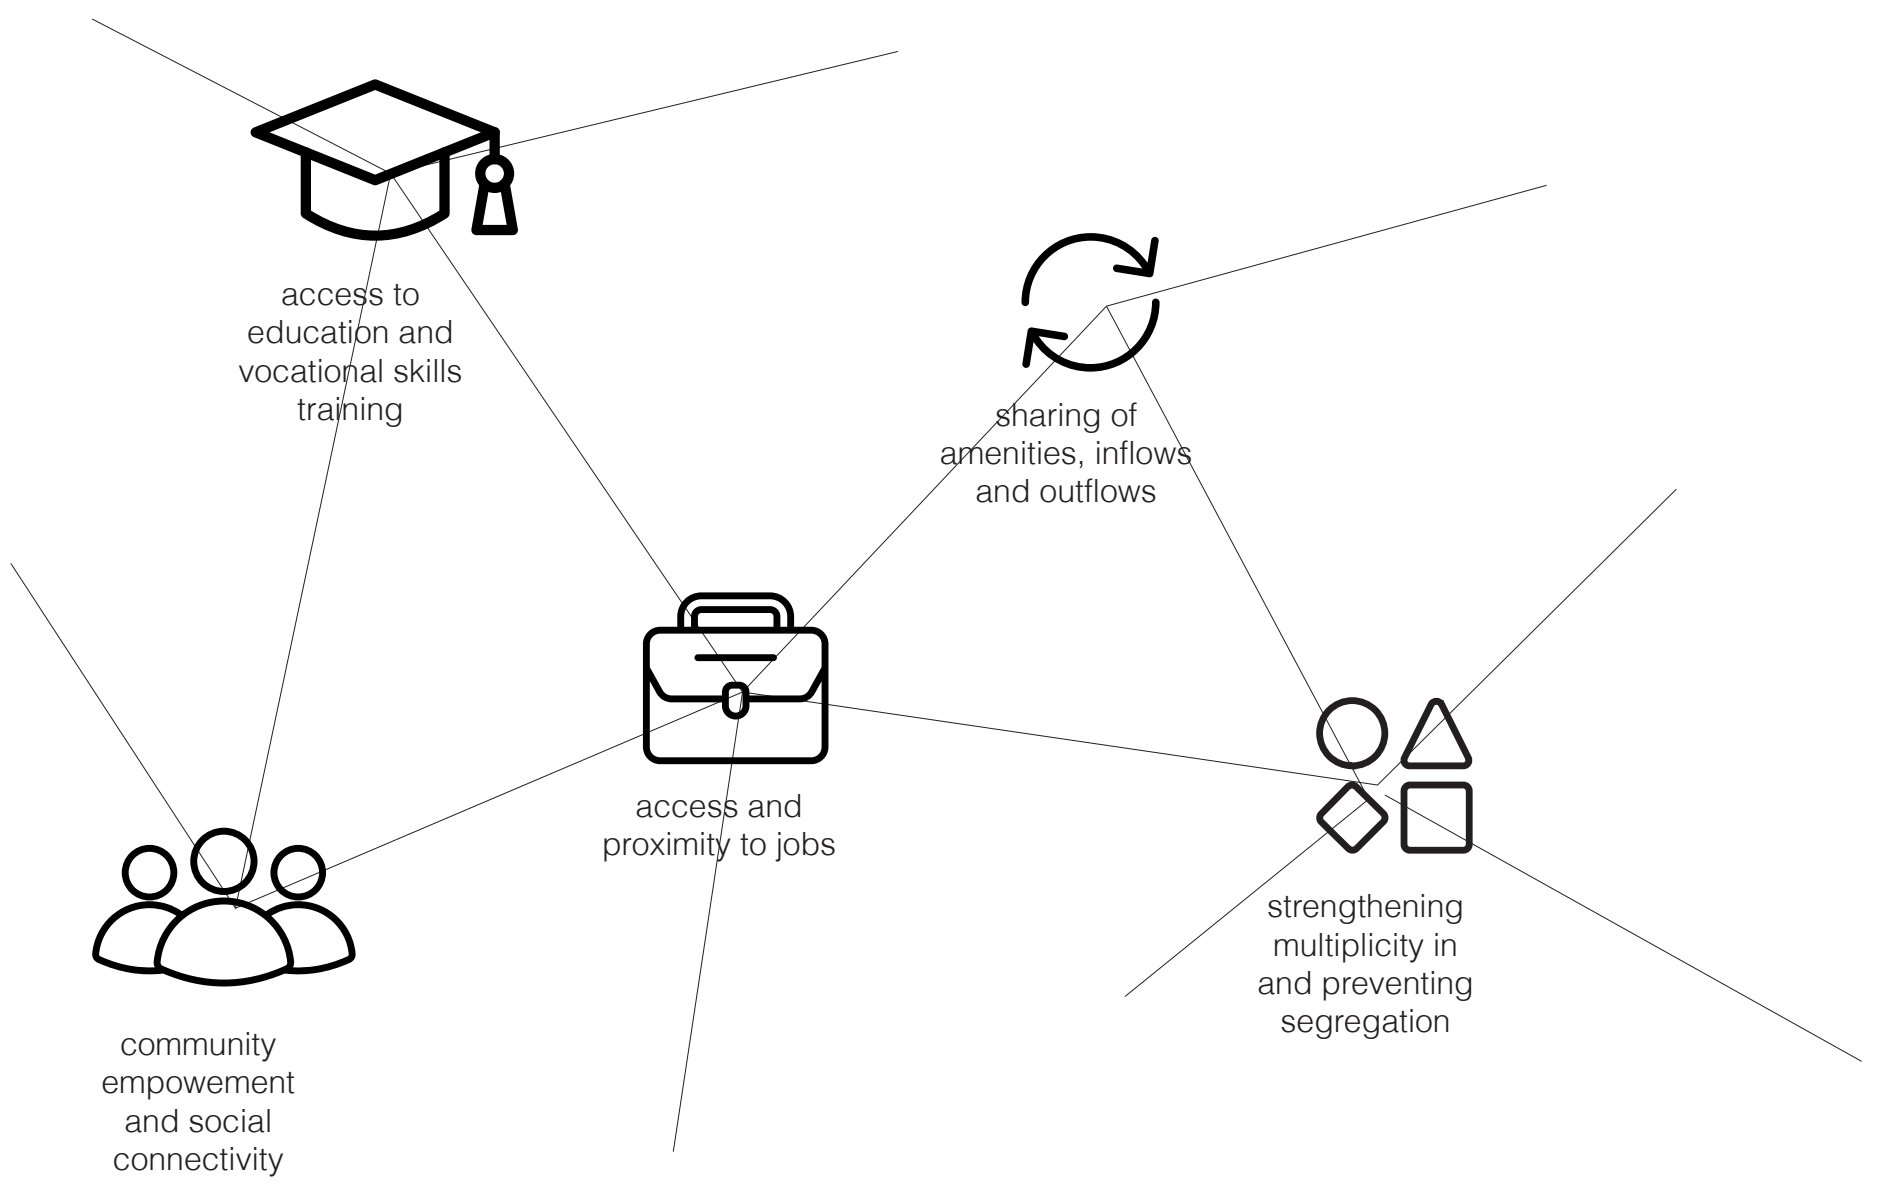 access to
education and
vocational skills
training
sharing of
amenities, inflows
and outflows
access and
proximity to jobs
strengthening
multiplicity in
and preventing
segregation
community
empowement
and social
connectivity